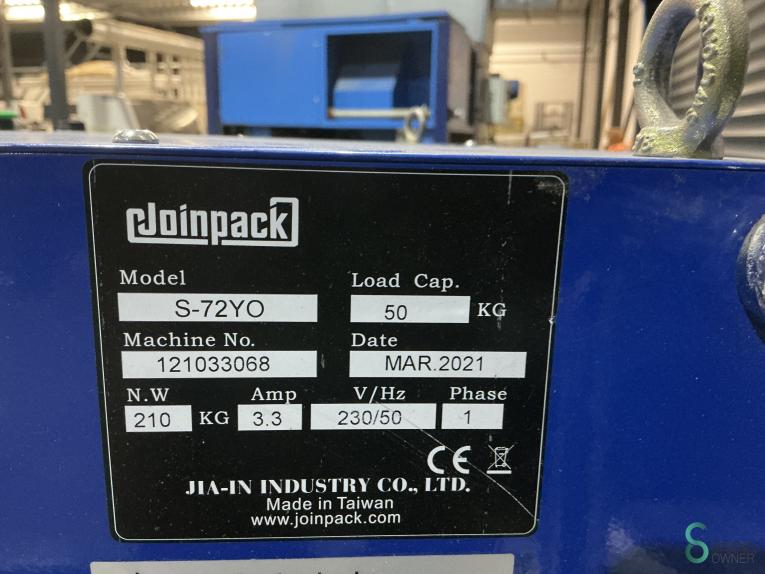 Joinpack
Model Load Cap.
S-72YO 50 KG
Machine No. Date
121033068 MAR.2021
N.W Amp V/Hz Phase
210 KG 3.3 230/50 1
CE
JIA-IN INDUSTRY CO., LTD.
Made in Taiwan
www.joinpack.com
OWNER